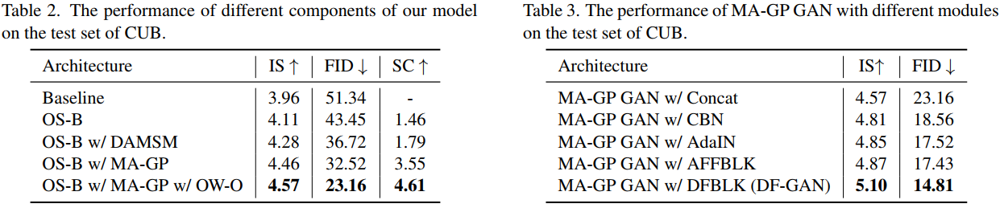 Table 2. The performance of different components of our model
on the test set of CUB.
Architecture IS ↑ FID ↓ SC ↑
Baseline 3.96 51.34 -
OS-B 4.11 43.45 1.46
OS-B w/ DAMSM 4.28 36.72 1.79
OS-B w/ MA-GP 4.46 32.52 3.55
OS-B w/ MA-GP w/ OW-O 4.57 23.16 4.61
Table 3. The performance of MA-GP GAN with different modules
on the test set of CUB.
Architecture IS↑ FID ↓
MA-GP GAN w/ Concat 4.57 23.16
MA-GP GAN w/ CBN 4.81 18.56
MA-GP GAN w/ AdaIN 4.85 17.52
MA-GP GAN w/ AFFBLK 4.87 17.43
MA-GP GAN w/ DFBLK (DF-GAN) 5.10 14.81